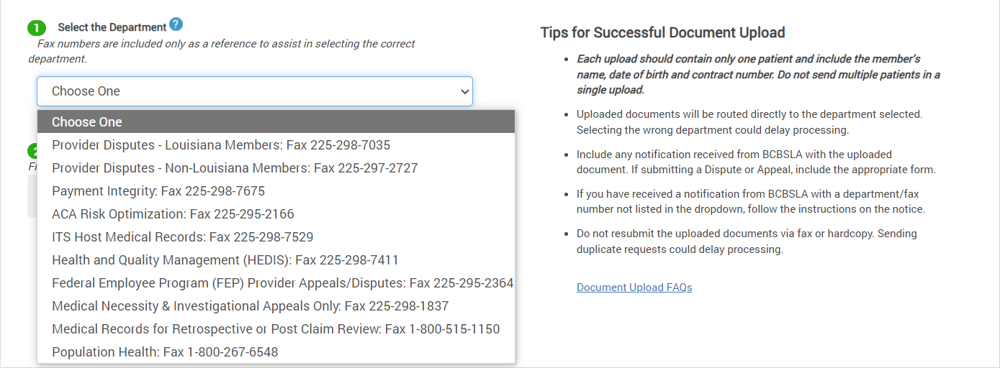 1 Select the Department ?
Fax numbers are included only as a reference to assist in selecting the correct
department.
Choose One
Choose One
Provider Disputes - Louisiana Members: Fax 225-298-7035
Provider Disputes - Non-Louisiana Members: Fax 225-297-2727
Payment Integrity: Fax 225-298-7675
ACA Risk Optimization: Fax 225-295-2166
ITS Host Medical Records: Fax 225-298-7529
Health and Quality Management (HEDIS): Fax 225-298-7411
Federal Employee Program (FEP) Provider Appeals/Disputes: Fax 225-295-2364
Medical Necessity & Investigational Appeals Only: Fax 225-298-1837
Medical Records for Retrospective or Post Claim Review: Fax 1-800-515-1150
Population Health: Fax 1-800-267-6548
Tips for Successful Document Upload
• Each upload should contain only one patient and include the member's
name, date of birth and contract number. Do not send multiple patients in a
single upload.
• Uploaded documents will be routed directly to the department selected.
Selecting the wrong department could delay processing.
• Include any notification received from BCBSLA with the uploaded
document. If submitting a Dispute or Appeal, include the appropriate form.
• If you have received a notification from BCBSLA with a department/fax
number not listed in the dropdown, follow the instructions on the notice.
• Do not resubmit the uploaded documents via fax or hardcopy. Sending
duplicate requests could delay processing.
Document Upload FAQs